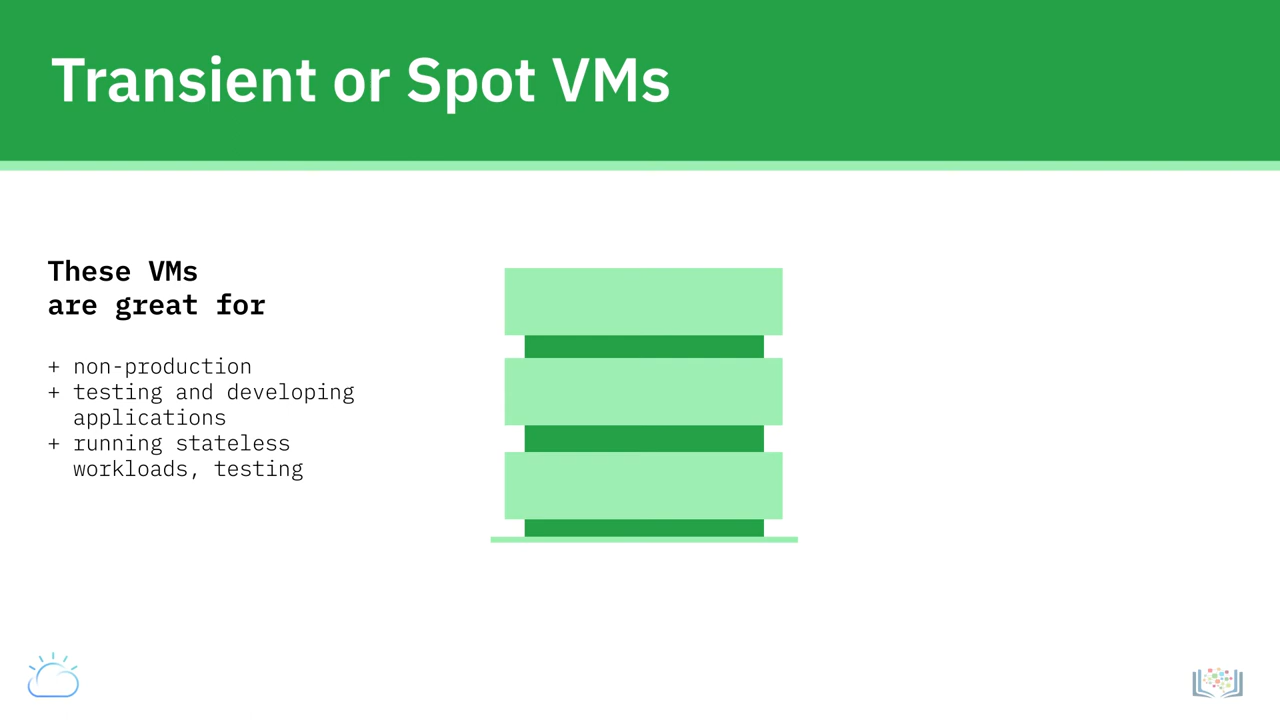 Transient or Spot VMs
These VMs
are great for
+ non-production
+ testing and developing
applications
+ running stateless
workloads, testing